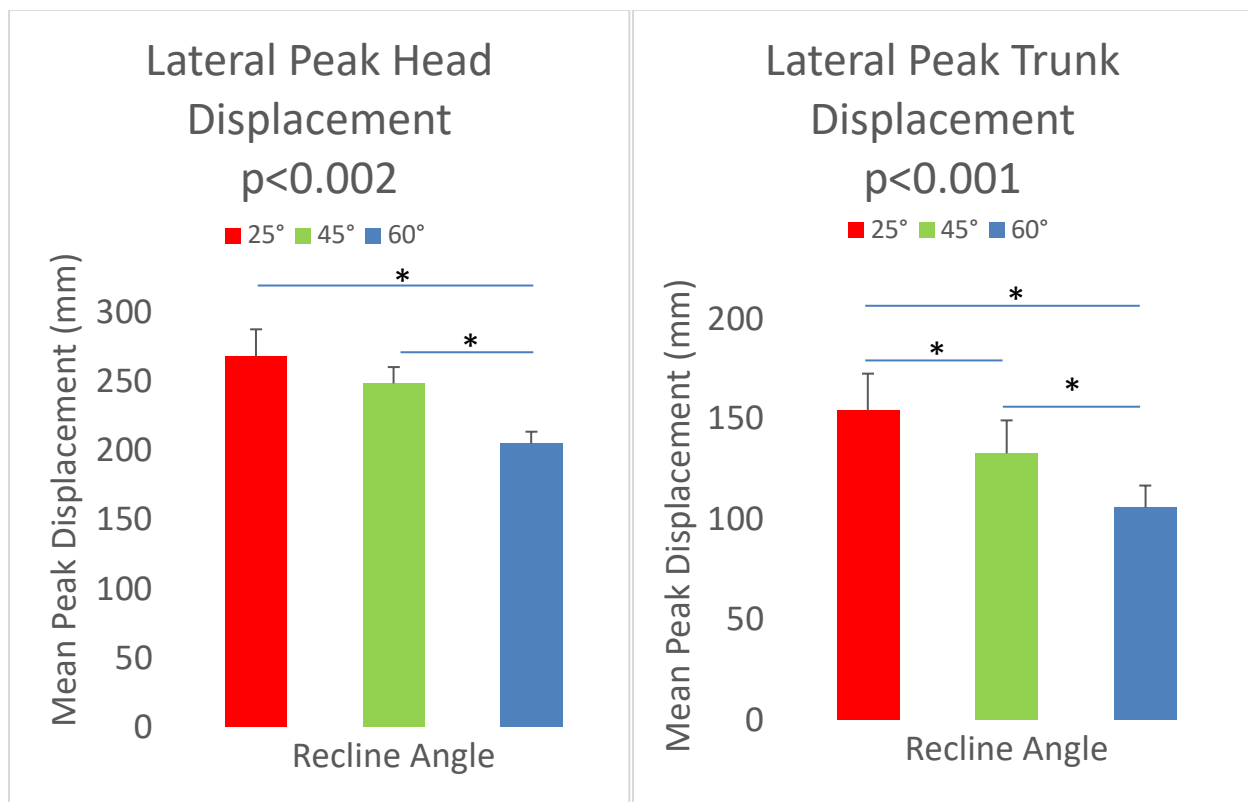 Lateral Peak Head
Displacement
p<0.002
25° 45° 60°
Mean Peak Displacement (mm)
*
*
300
250
200
150
100
50
0
Recline Angle
Lateral Peak Trunk
Displacement
p<0.001
25° 45° 60°
Mean Peak Displacement (mm)
*
*
*
200
150
100
50
0
Recline Angle